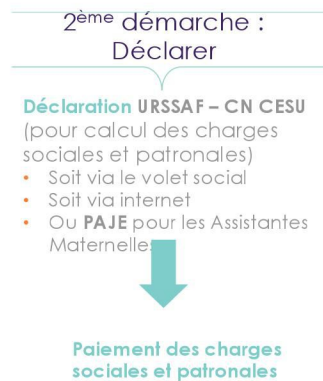 2ème démarche :
Déclarer
Déclaration URSSAF – CN CESU
(pour calcul des charges
sociales et patronales)
• Soit via le volet social
• Soit via internet
• Ou PAJE pour les Assistantes
Maternelles
Paiement des charges
sociales et patronales